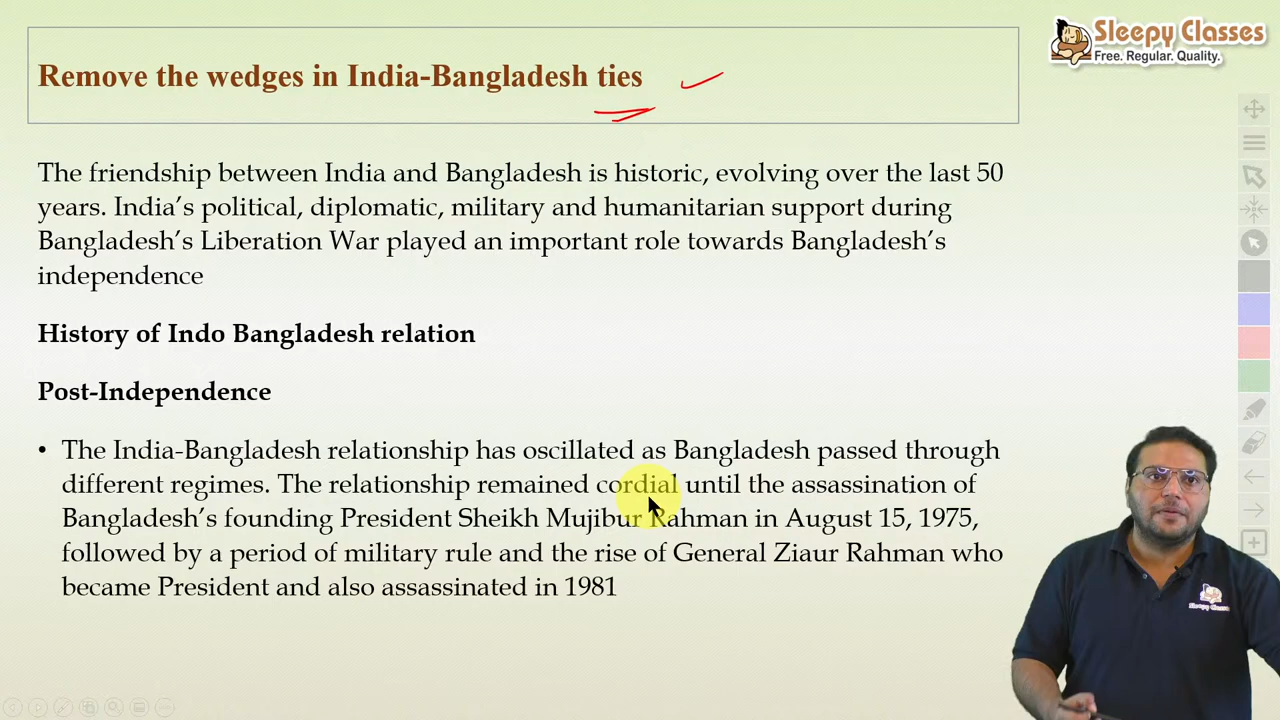 Sleepy Classes
Free. Regular. Quality.
Remove the wedges in India-Bangladesh ties
The friendship between India and Bangladesh is historic, evolving over the last 50
years. India’s political, diplomatic, military and humanitarian support during
Bangladesh’s Liberation War played an important role towards Bangladesh’s
independence
History of Indo Bangladesh relation
Post-Independence
• The India-Bangladesh relationship has oscillated as Bangladesh passed through
different regimes. The relationship remained cordial until the assassination of
Bangladesh’s founding President Sheikh Mujibur Rahman in August 15, 1975,
followed by a period of military rule and the rise of General Ziaur Rahman who
became President and also assassinated in 1981
Sleepy Classes